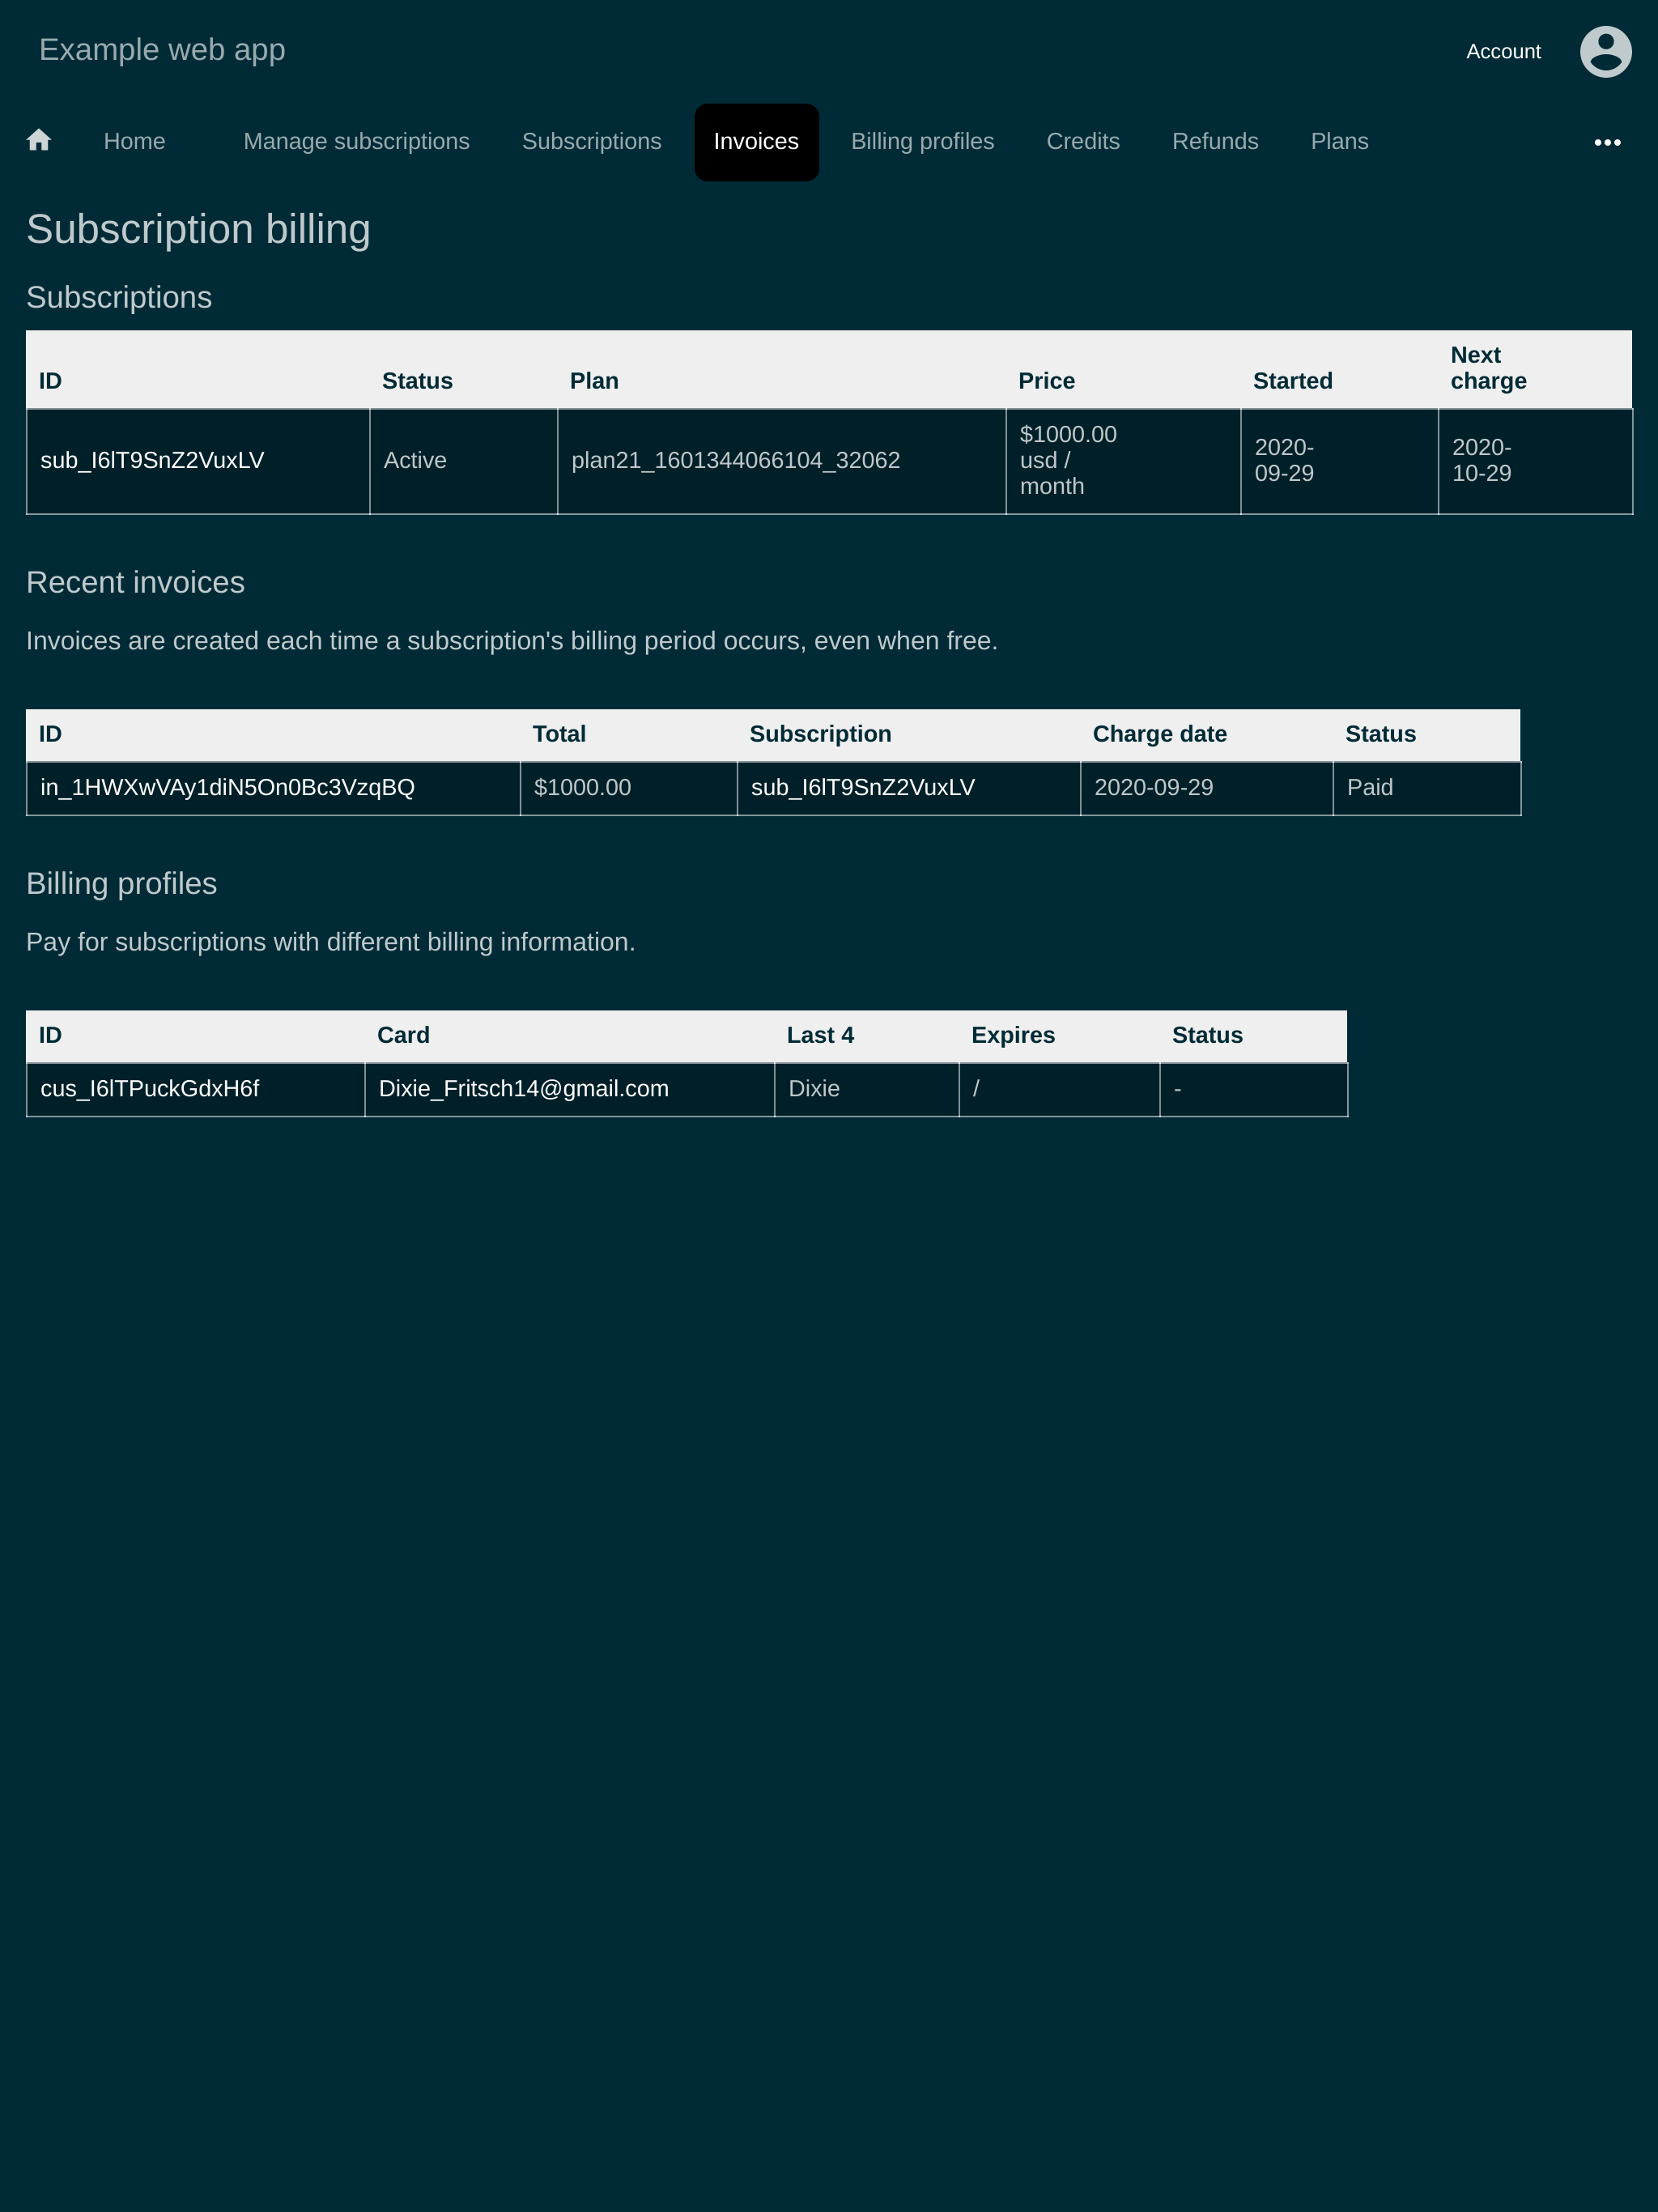 Example web app
Account
Home Manage subscriptions Subscriptions Invoices Billing profiles Credits Refunds Plans
Subscription billing
Subscriptions
ID Status Plan Price Started Next charge
sub_I6lT9SnZ2VuxLV Active plan21_1601344066104_32062 $1000.00 usd / month 2020-09-29 2020-10-29
Recent invoices
Invoices are created each time a subscription's billing period occurs, even when free.
ID Total Subscription Charge date Status
in_1HWXwVAy1diN5On0Bc3VzqBQ $1000.00 sub_I6lT9SnZ2VuxLV 2020-09-29 Paid
Billing profiles
Pay for subscriptions with different billing information.
ID Card Last 4 Expires Status
cus_I6lTPuckGdxH6f Dixie_Fritsch14@gmail.com Dixie / -